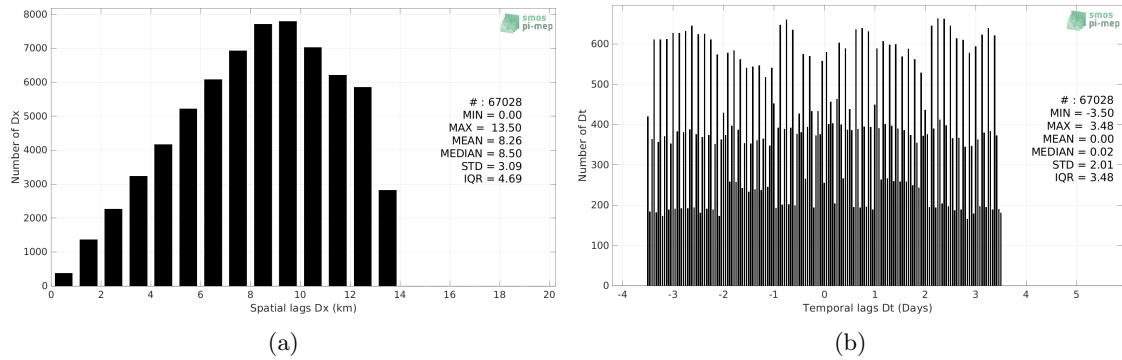 8000
7000
6000
5000
4000
3000
2000
1000
0
Number of Dx
0 2 4 6 8 10 12 14 16 18 20
Spatial lags Dx (km)
smos
pi-mep
# : 67028
MIN = 0.00
MAX = 13.50
MEAN = 8.26
MEDIAN = 8.50
STD = 3.09
IQR = 4.69
(a)
600
500
400
300
200
100
0
Number of Dt
-4 -3 -2 -1 0 1 2 3 4 5
Temporal lags Dt (Days)
smos
pi-mep
# : 67028
MIN = -3.50
MAX = 3.48
MEAN = 0.00
MEDIAN = 0.02
STD = 2.01
IQR = 3.48
(b)